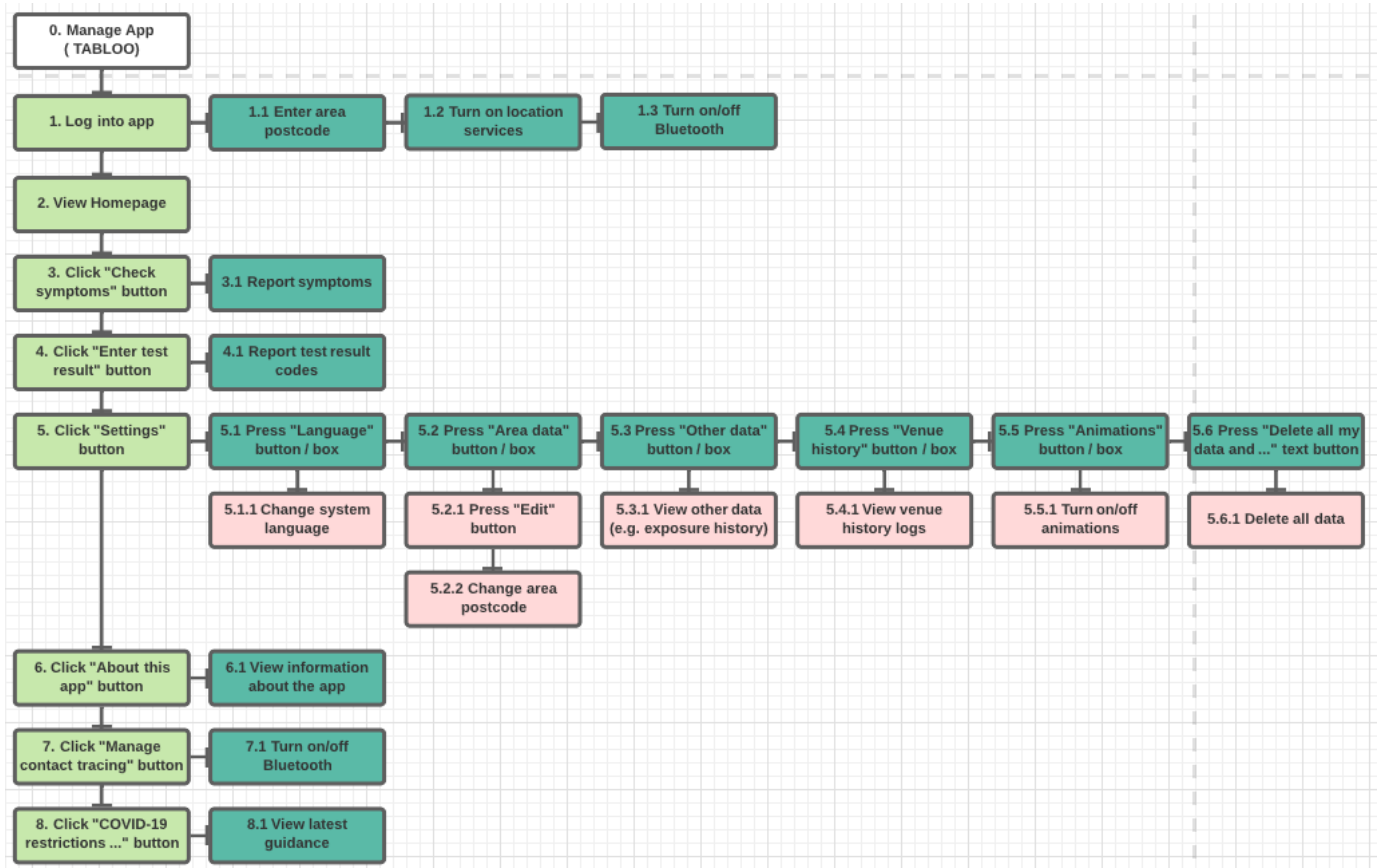 0. Manage App
( TABLOO)
1. Log into app
1.1 Enter area
postcode
1.2 Turn on location
services
1.3 Turn on/off
Bluetooth
2. View Homepage
3. Click "Check
symptoms" button
3.1 Report symptoms
4. Click "Enter test
result" button
4.1 Report test result
codes
5. Click "Settings"
button
5.1 Press "Language"
button / box
5.2 Press "Area data"
button / box
5.3 Press "Other data"
button / box
5.4 Press "Venue
history" button / box
5.5 Press "Animations"
button / box
5.6 Press "Delete all my
data and ..." text button
5.1.1 Change system
language
5.2.1 Press "Edit"
button
5.3.1 View other data
(e.g. exposure history)
5.4.1 View venue
history logs
5.5.1 Turn on/off
animations
5.6.1 Delete all data
5.2.2 Change area
postcode
6. Click "About this
app" button
6.1 View information
about the app
7. Click "Manage
contact tracing" button
7.1 Turn on/off
Bluetooth
8. Click "COVID-19
restrictions ..." button
8.1 View latest
guidance